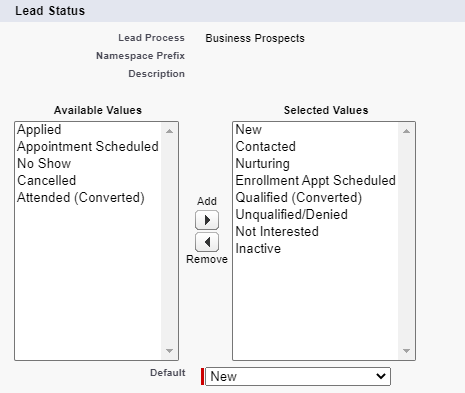 Lead Status
Lead Process Business Prospects
Namespace Prefix
Description
Available Values
Applied
Appointment Scheduled
No Show
Cancelled
Attended (Converted)
Add
Remove
Selected Values
New
Contacted
Nurturing
Enrollment Appt Scheduled
Qualified (Converted)
Unqualified/Denied
Not Interested
Inactive
Default New